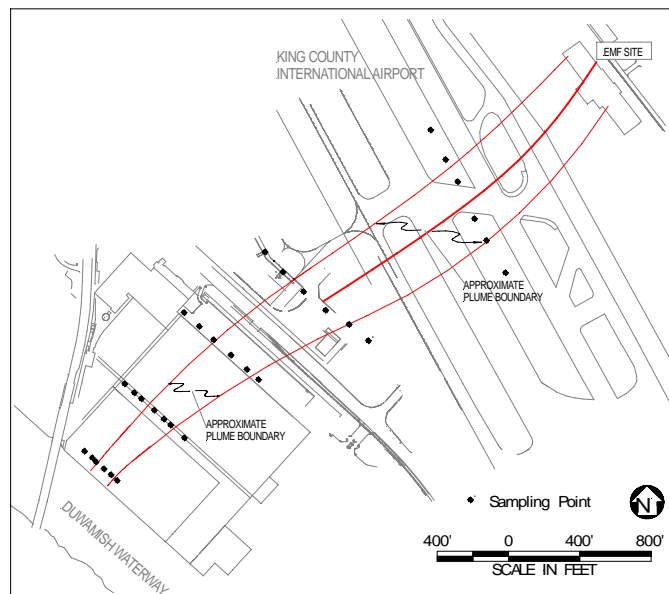 KING COUNTY
INTERNATIONAL AIRPORT
EMF SITE
APPROXIMATE
PLUME BOUNDARY
APPROXIMATE
PLUME BOUNDARY
DUWAMISH WATERWAY
Sampling Point
N
400' 0 400' 800'
SCALE IN FEET